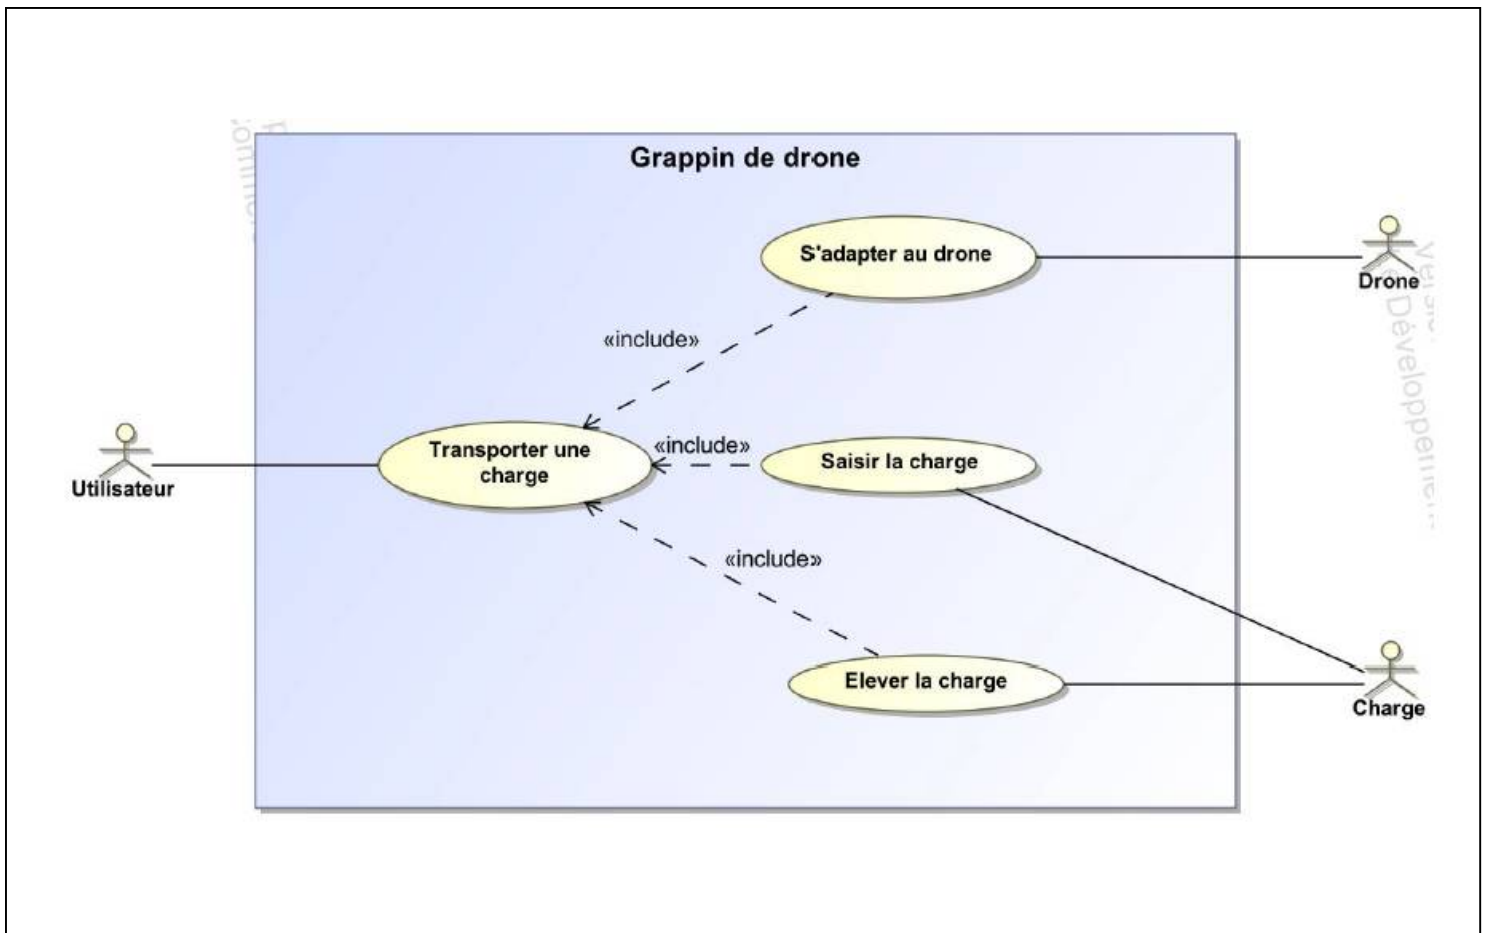 Grappin de drone
S'adapter au drone
Drone
«include»
Transporter une
charge
«include»
Saisir la charge
Utilisateur
«include»
Elever la charge
Charge